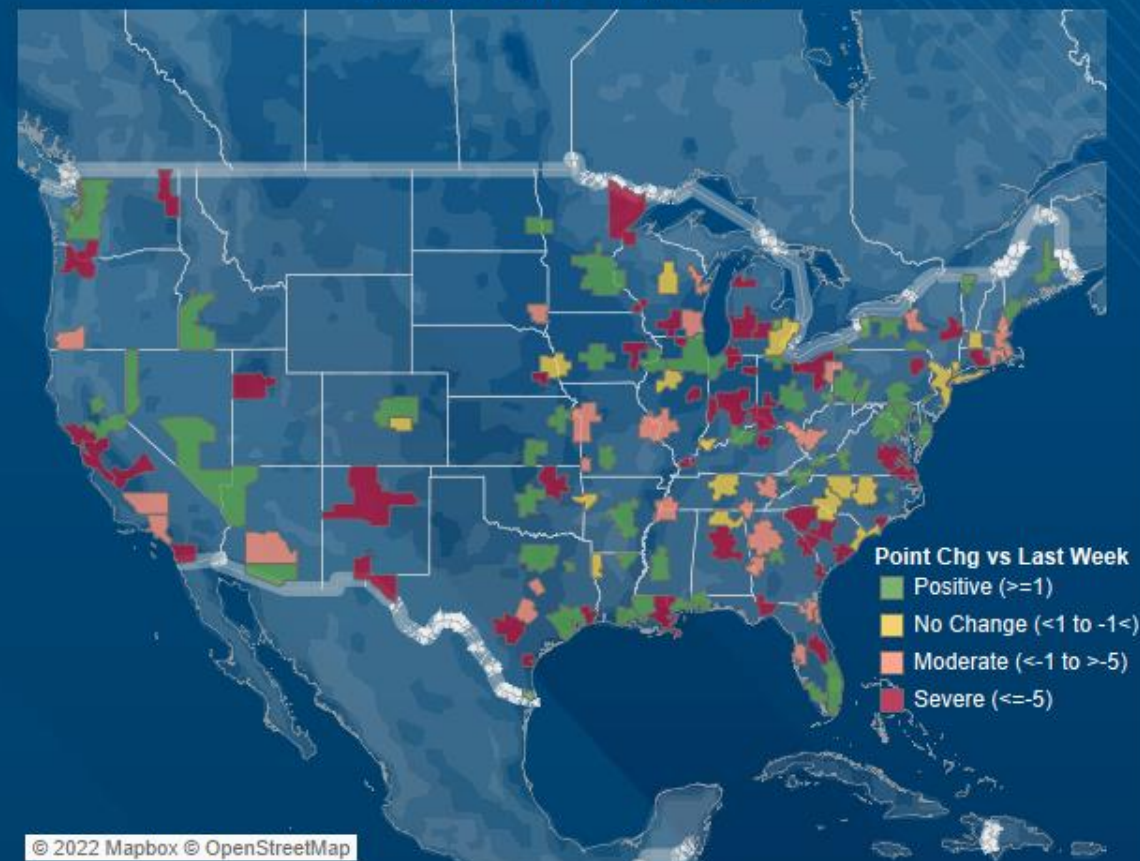 Point Chg vs Last Week
Positive (>=1)
No Change (<1 to -1<)
Moderate (<-1 to >-5)
Severe (<=-5)
© 2022 Mapbox © OpenStreetMap